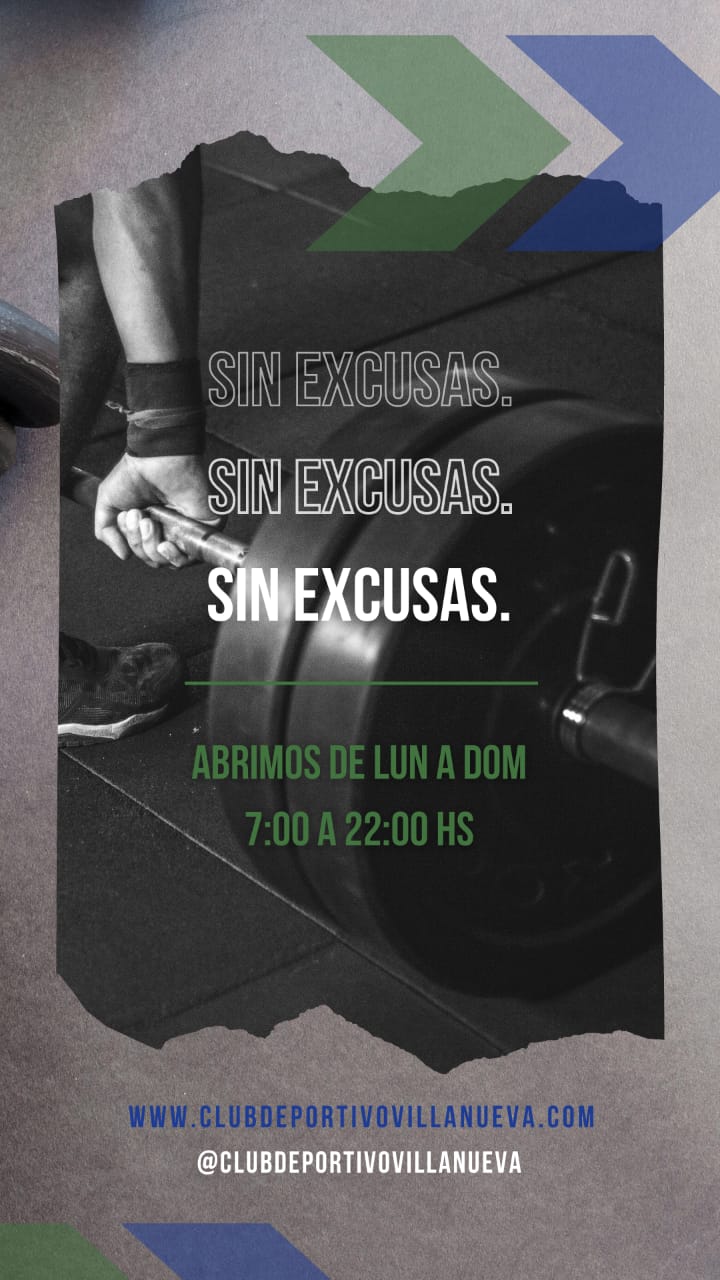 SIN EXCUSAS.
SIN EXCUSAS.
SIN EXCUSAS.
ABRIMOS DE LUN A DOM
7:00 A 22:00 HS
WWW.CLUBDEPORTIVOVILLANUEVA.COM
@CLUBDEPORTIVOVILLANUEVA